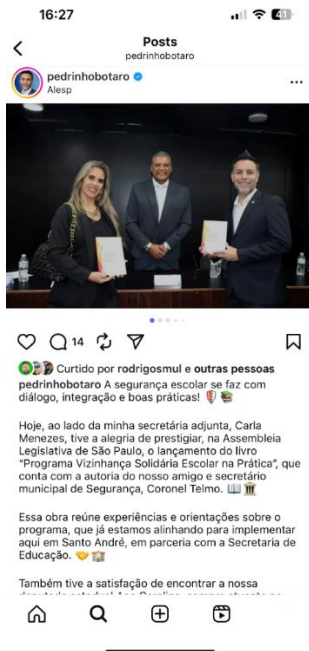 16:27
41
Posts
pedrinhobotaro
pedrinhobotaro
Alesp
14
Curtido por rodrigosmul e outras pessoas
pedrinhobotaro A segurança escolar se faz com
diálogo, integração e boas práticas!
Hoje, ao lado da minha secretária adjunta, Carla
Menezes, tive a alegria de prestigiar, na Assembleia
Legislativa de São Paulo, o lançamento do livro
“Programa Vizinhança Solidária Escolar na Prática”, que
conta com a autoria do nosso amigo e secretário
municipal de Segurança, Coronel Telmo.
Essa obra reúne experiências e orientações sobre o
programa, que já estamos alinhando para implementar
aqui em Santo André, em parceria com a Secretaria de
Educação.
Também tive a satisfação de encontrar a nossa